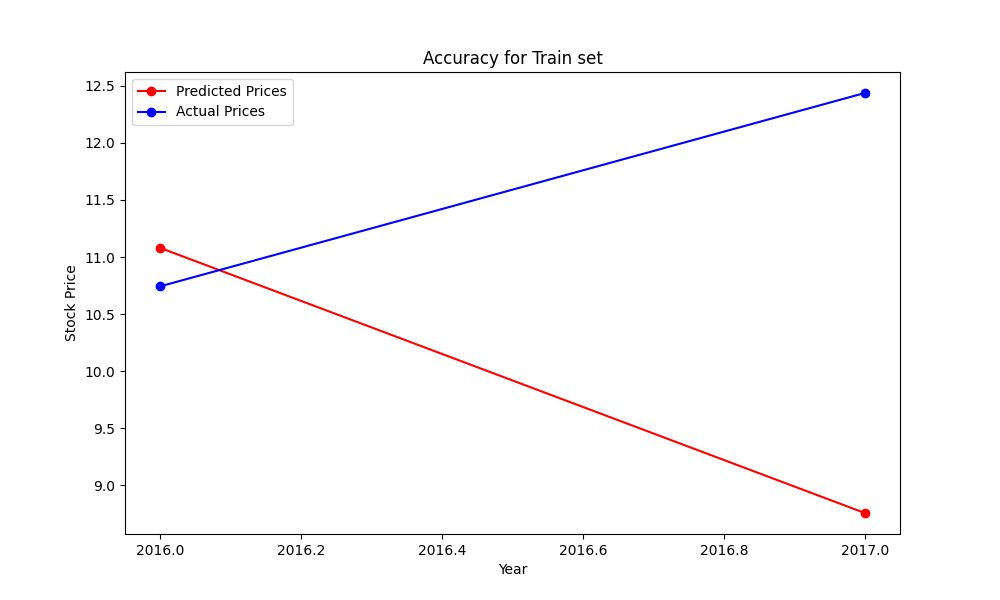 Accuracy for Train set
Predicted Prices
Actual Prices
12.5
12.0
11.5
11.0
10.5
10.0
9.5
9.0
Stock Price
2016.0 2016.2 2016.4 2016.6 2016.8 2017.0
Year